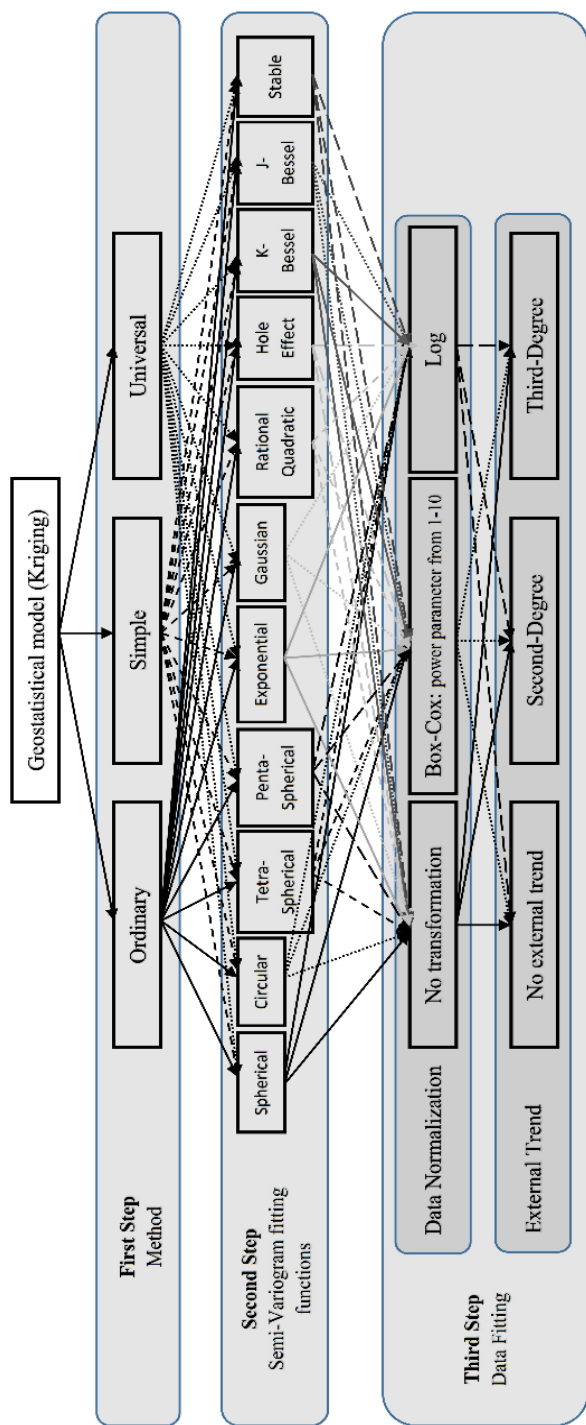 Geostatistical model (Kriging)
First Step
Method
Ordinary
Simple
Universal
Second Step
Semi-Variogram fitting
functions
Spherical
Circular
Tetra-
Spherical
Penta-
Spherical
Exponential
Gaussian
Rational
Quadratic
Hole
Effect
K-
Bessel
J-
Bessel
Stable
Third Step
Data Fitting
Data Normalization
No transformation
Box-Cox: power parameter from 1-10
Log
External Trend
No external trend
Second-Degree
Third-Degree